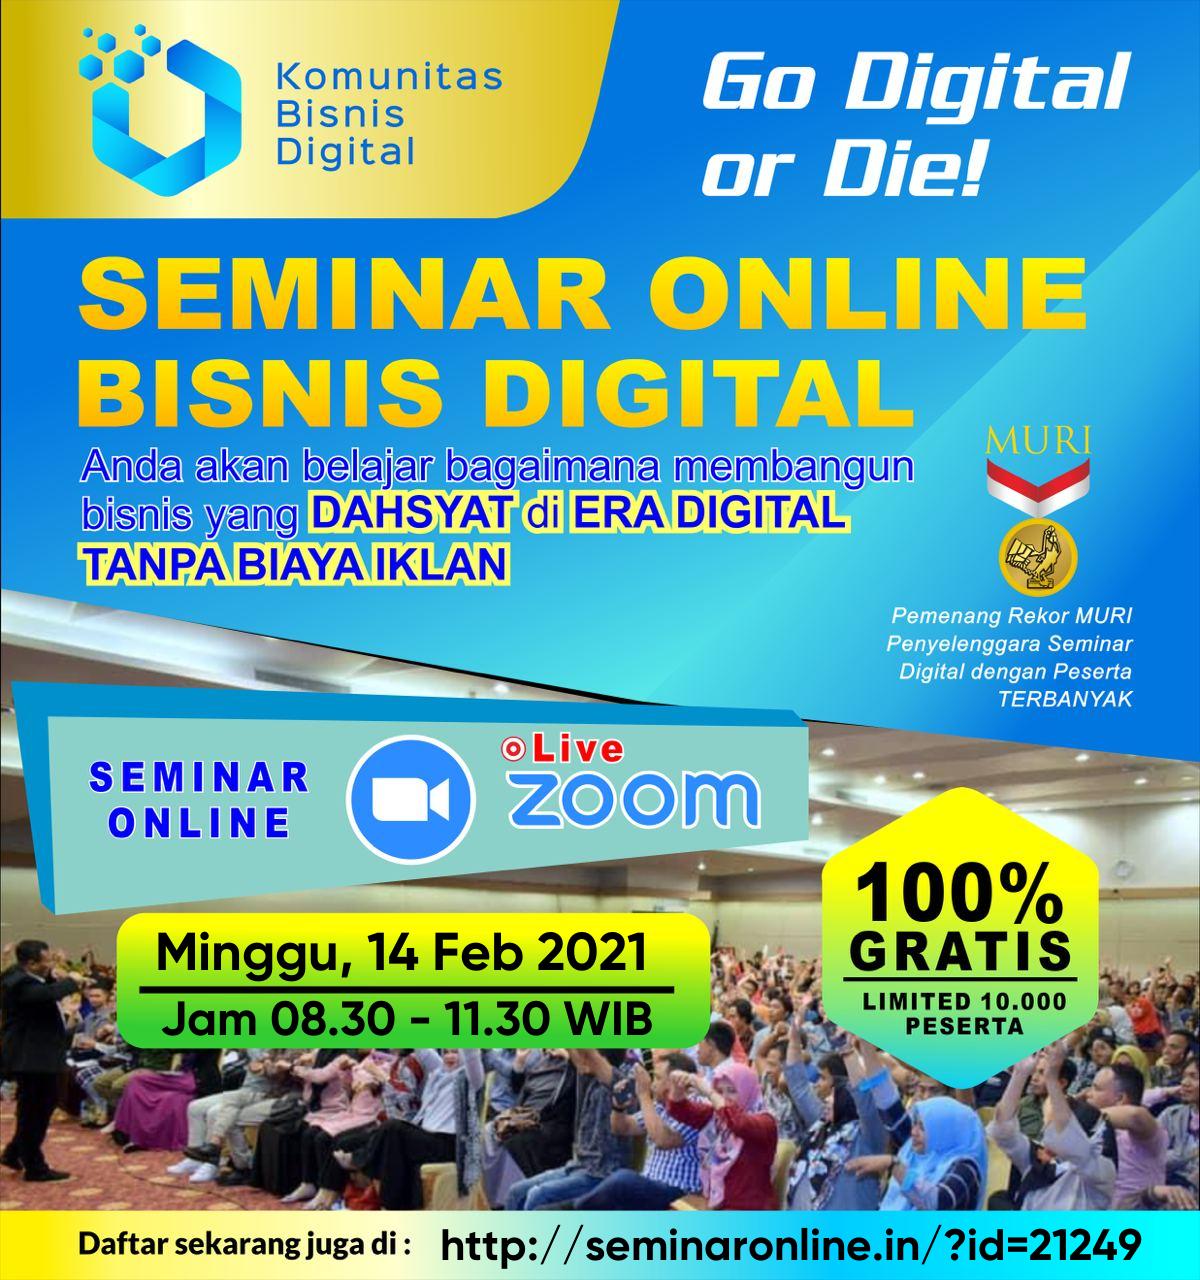 Komunitas
Bisnis
Digital
Go Digital
or Die!
SEMINAR ONLINE
BISNIS DIGITAL
Anda akan belajar bagaimana membangun
bisnis yang DAHSYAT di ERA DIGITAL
TANPA BIAYA IKLAN
MURI
Pemenang Rekor MURI
Penyelenggara Seminar
Digital dengan Peserta
TERBANYAK
SEMINAR
ONLINE
Live
zoom
100%
GRATIS
LIMITED 10.000
PESERTA
Minggu, 14 Feb 2021
Jam 08.30 - 11.30 WIB
Daftar sekarang juga di : http://seminaronline.in/?id=21249